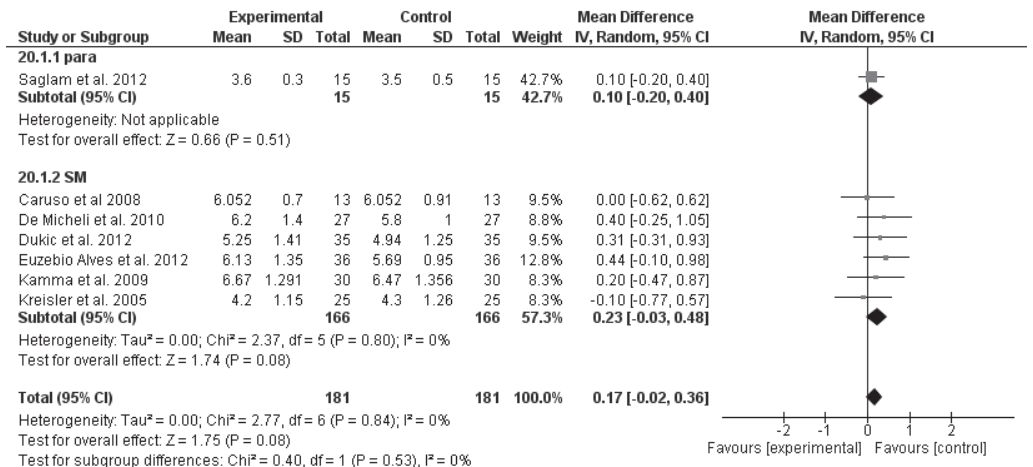 Experimental Control Mean Difference Mean Difference
Study or Subgroup Mean SD Total Mean SD Total Weight IV, Random, 95% CI IV, Random, 95% CI
20.1.1 para
Saglam et al. 2012 3.6 0.3 15 3.5 0.5 15 42.7% 0.10 [-0.20, 0.40]
Subtotal (95% CI) 15 15 42.7% 0.10 [-0.20, 0.40]
Heterogeneity: Not applicable
Test for overall effect: Z = 0.66 (P = 0.51)
20.1.2 SM
Caruso et al 2008 6.052 0.7 13 6.052 0.91 13 9.5% 0.00 [-0.62, 0.62]
De Micheli et al. 2010 6.2 1.4 27 5.8 1 27 8.8% 0.40 [-0.25, 1.05]
Dukic et al. 2012 5.25 1.41 35 4.94 1.25 35 9.5% 0.31 [-0.31, 0.93]
Euzebio Alves et al. 2012 6.13 1.35 36 5.69 0.95 36 12.8% 0.44 [-0.10, 0.98]
Kamma et al. 2009 6.67 1.291 30 6.47 1.356 30 8.3% 0.20 [-0.47, 0.87]
Kreisler et al. 2005 4.2 1.15 25 4.3 1.26 25 8.3% -0.10 [-0.77, 0.57]
Subtotal (95% CI) 166 166 57.3% 0.23 [-0.03, 0.48]
Heterogeneity: Tau² = 0.00; Chi² = 2.37, df = 5 (P = 0.80); I² = 0%
Test for overall effect: Z = 1.74 (P = 0.08)
Total (95% CI) 181 181 100.0% 0.17 [-0.02, 0.36]
Heterogeneity: Tau² = 0.00; Chi² = 2.77, df = 6 (P = 0.84); I² = 0%
Test for overall effect: Z = 1.75 (P = 0.08)
Test for subgroup differences: Chi² = 0.40, df = 1 (P = 0.53), I² = 0%
-2 -1 0 1 2
Favours [experimental] Favours [control]